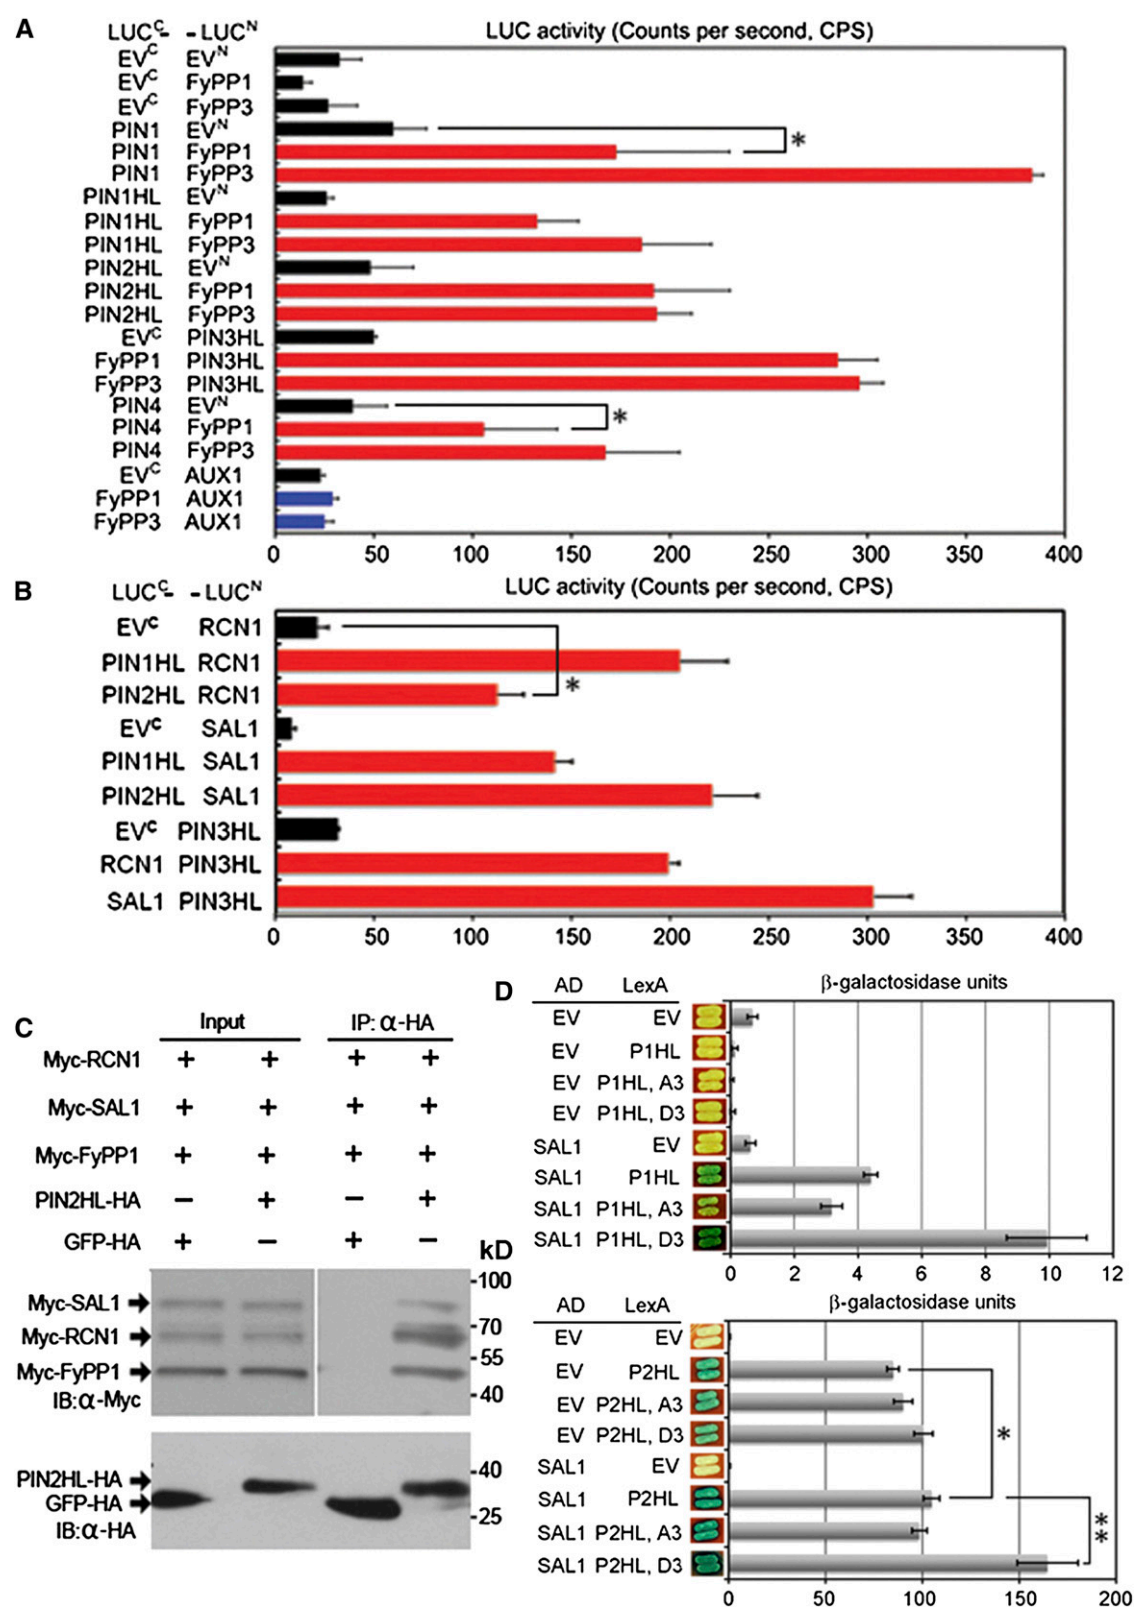 A
LUCᶜ- -LUCᴺ LUC activity (Counts per second, CPS)
EVᶜ EVᴺ
EVᶜ FyPP1
EVᶜ FyPP3
PIN1 EVᴺ
PIN1 FyPP1 *
PIN1 FyPP3
PIN1HL EVᴺ
PIN1HL FyPP1
PIN1HL FyPP3
PIN2HL EVᴺ
PIN2HL FyPP1
PIN2HL FyPP3
EVᶜ PIN3HL
FyPP1 PIN3HL
FyPP3 PIN3HL
PIN4 EVᴺ
PIN4 FyPP1 *
PIN4 FyPP3
EVᶜ AUX1
FyPP1 AUX1
FyPP3 AUX1
0 50 100 150 200 250 300 350 400
B
LUCᶜ- -LUCᴺ LUC activity (Counts per second, CPS)
EVᶜ RCN1
PIN1HL RCN1
PIN2HL RCN1 *
EVᶜ SAL1
PIN1HL SAL1
PIN2HL SAL1
EVᶜ PIN3HL
RCN1 PIN3HL
SAL1 PIN3HL
0 50 100 150 200 250 300 350 400
C
Input IP: α-HA
Myc-RCN1 + + + +
Myc-SAL1 + + + +
Myc-FyPP1 + + + +
PIN2HL-HA − + − +
GFP-HA + − + −
kD
-100
Myc-SAL1
-70
Myc-RCN1
-55
Myc-FyPP1
-40
IB:α-Myc
-40
PIN2HL-HA
GFP-HA
-25
IB:α-HA
D
AD LexA β-galactosidase units
EV EV
EV P1HL
EV P1HL, A3
EV P1HL, D3
SAL1 EV
SAL1 P1HL
SAL1 P1HL, A3
SAL1 P1HL, D3
0 2 4 6 8 10 12
AD LexA β-galactosidase units
EV EV
EV P2HL
EV P2HL, A3
EV P2HL, D3 *
SAL1 EV
SAL1 P2HL
SAL1 P2HL, A3 **
SAL1 P2HL, D3
0 50 100 150 200